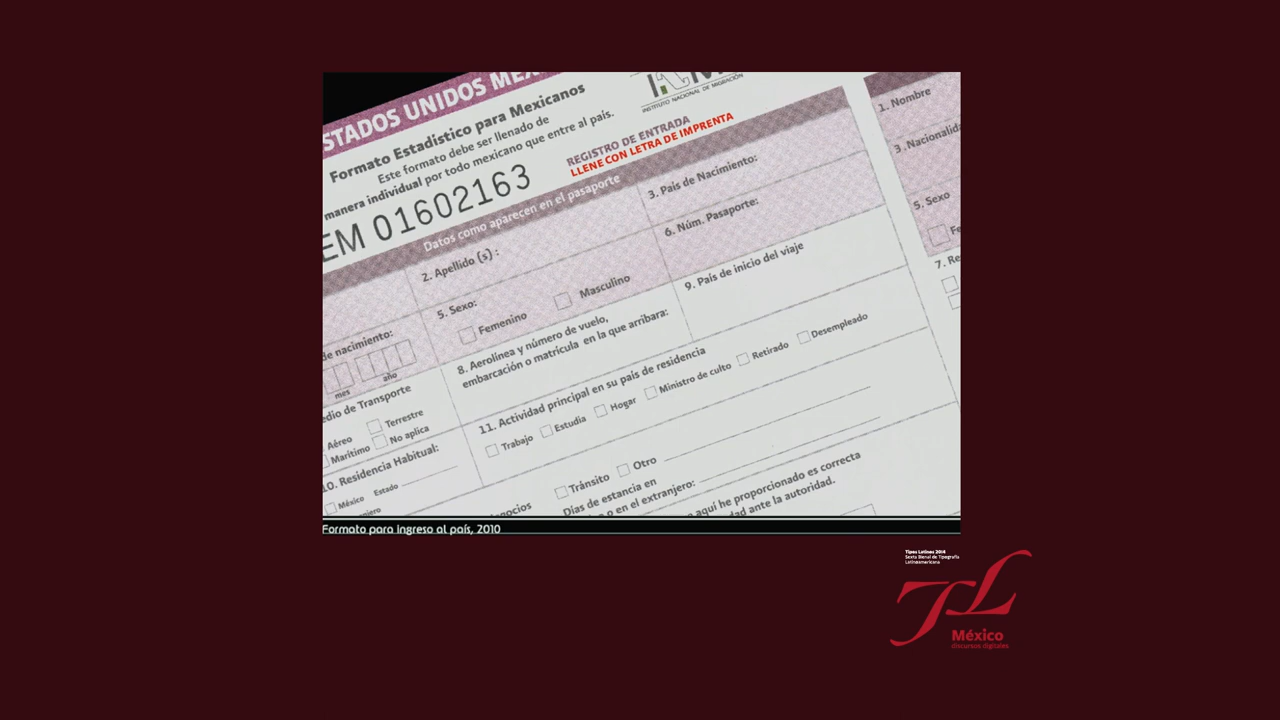 STADOS UNIDOS MEX
Formato Estadístico para Mexicanos
Este formato debe ser llenado de
manera individual por todo mexicano que entre al país.
EM 01602163
INSTITUTO NACIONAL DE MIGRACIÓN
REGISTRO DE ENTRADA
LLENE CON LETRA DE IMPRENTA
Datos como aparecen en el pasaporte
2. Apellido (s) :
3. País de Nacimiento:
de nacimiento:
mes año
5. Sexo:
Femenino Masculino
6. Núm. Pasaporte:
edio de Transporte
Aéreo Terrestre
Marítimo No aplica
8. Aerolínea y número de vuelo,
embarcación o matrícula en la que arribara:
9. País de inicio del viaje
10. Residencia Habitual:
México Estado
11. Actividad principal en su país de residencia
Trabajo Estudia Hogar Ministro de culto Retirado Desempleado
Tránsito Otro
Días de estancia en
o en el extranjero:
aquí he proporcionado es correcta
dad ante la autoridad.
1. Nombre
3 .Nacionalida
5. Sexo
Fe
7. Re
Formato para ingreso al país, 2010
Tipos Latinos 2014
Sexta Bienal de Tipografía
Latinoamericana
TL
México
discursos digitales